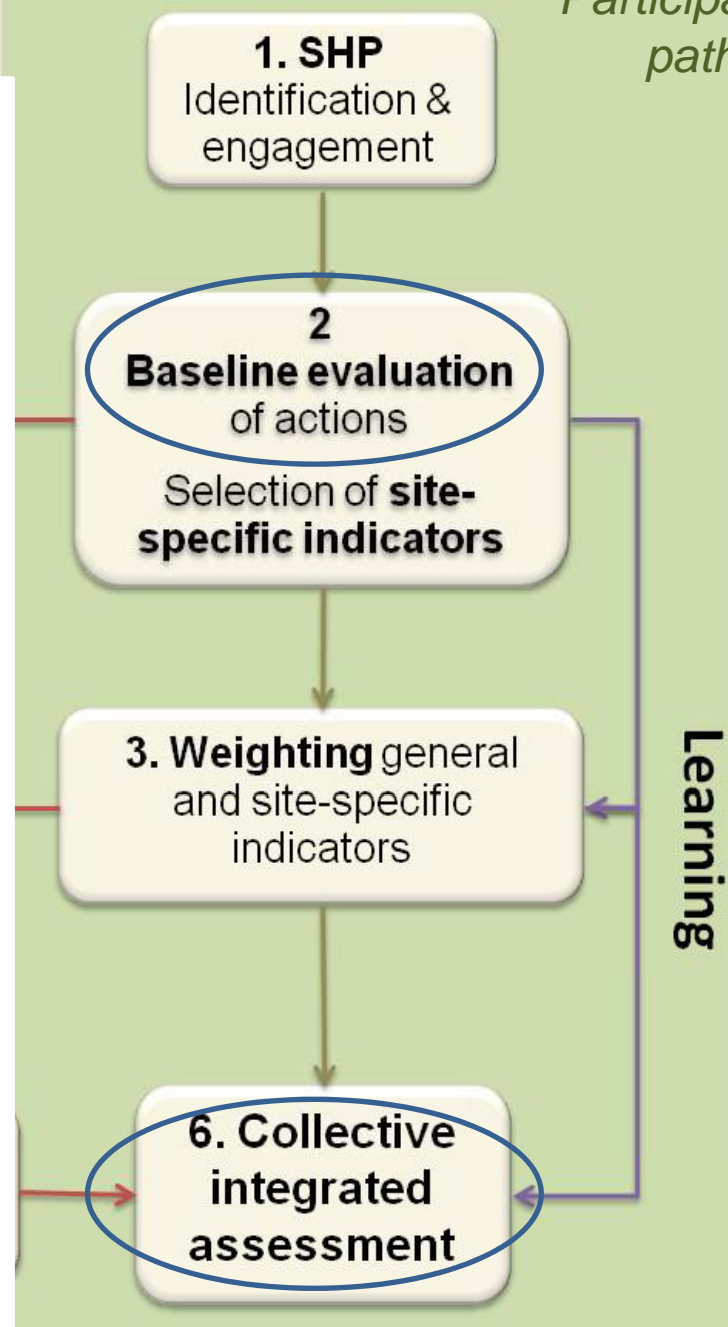 1. SHP
Identification &
engagement
2
Baseline evaluation
of actions
Selection of site-
specific indicators
3. Weighting general
and site-specific
indicators
Learning
6. Collective
integrated
assessment